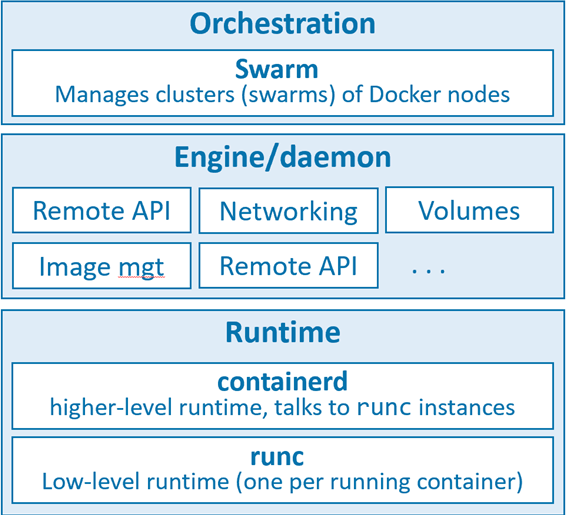 Orchestration
Swarm
Manages clusters (swarms) of Docker nodes
Engine/daemon
Remote API
Networking
Volumes
Image mgt
Remote API
. . .
Runtime
containerd
higher-level runtime, talks to runc instances
runc
Low-level runtime (one per running container)